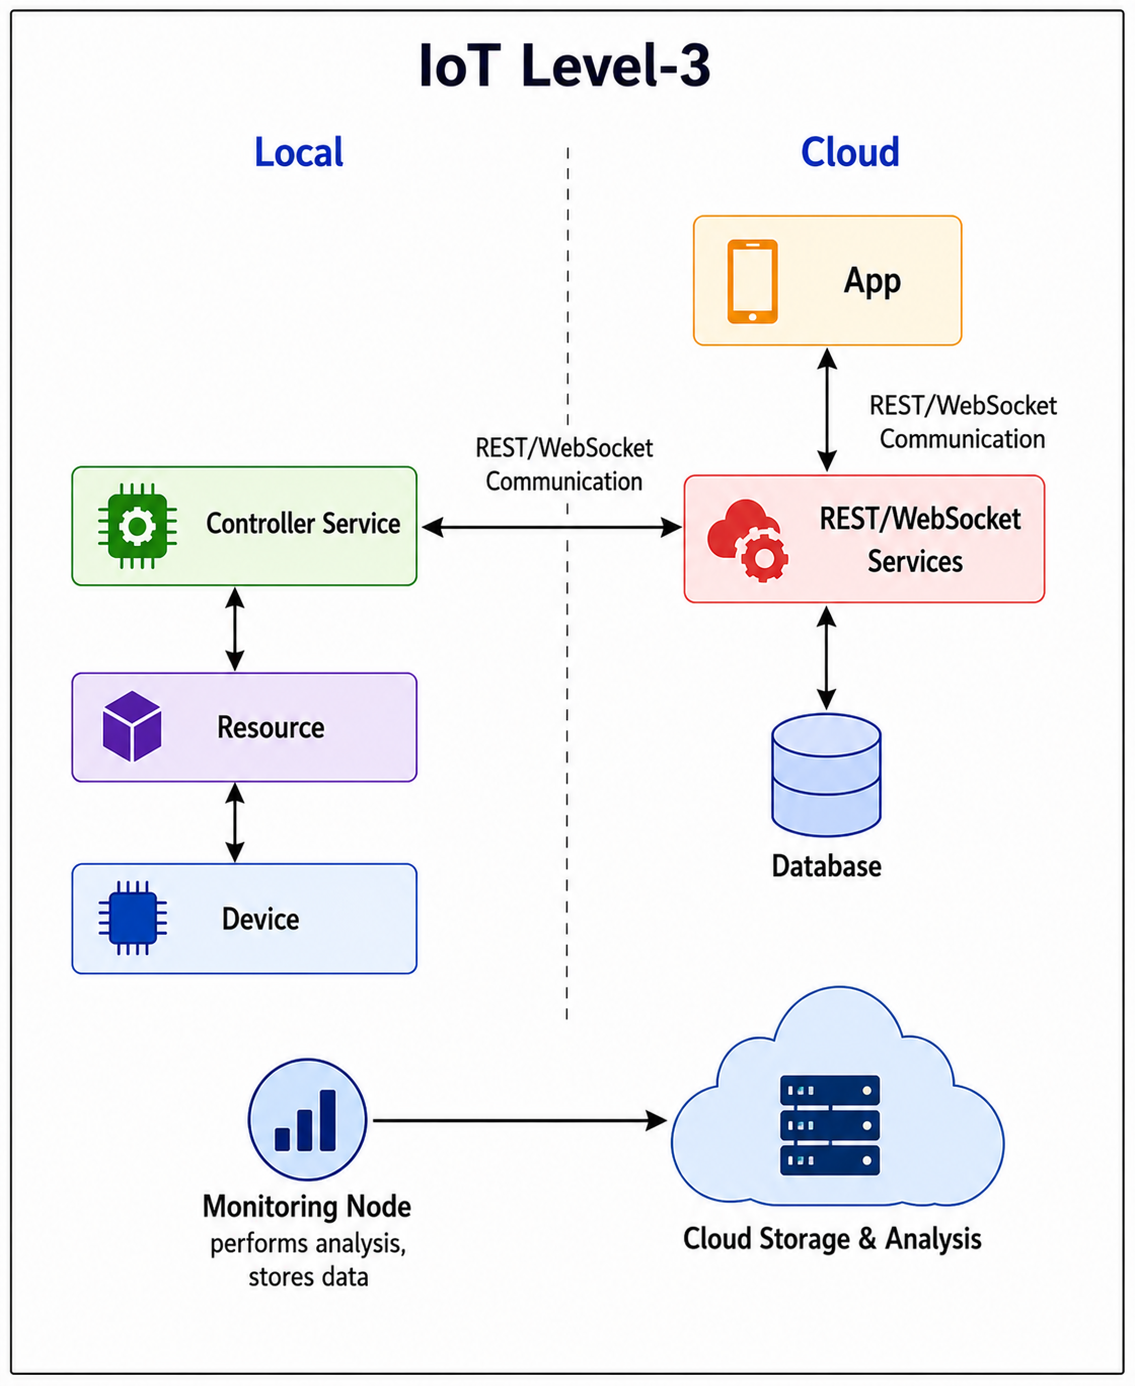 IoT Level-3
Local
Cloud
App
REST/WebSocket
Communication
REST/WebSocket
Communication
Controller Service
REST/WebSocket
Services
Resource
Database
Device
Monitoring Node
performs analysis,
stores data
Cloud Storage & Analysis